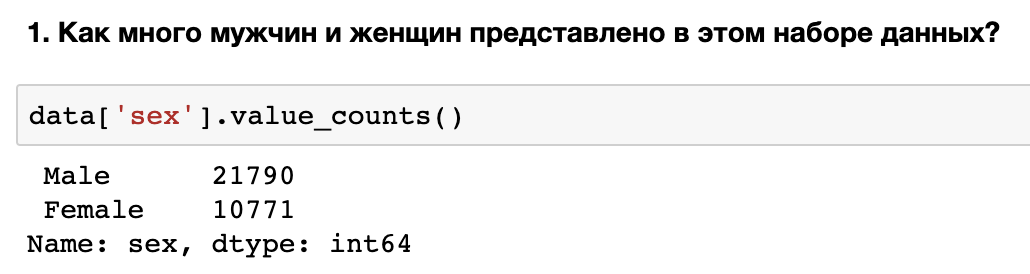 1. Как много мужчин и женщин представлено в этом наборе данных?
data['sex'].value_counts()
Male      21790
Female    10771
Name: sex, dtype: int64